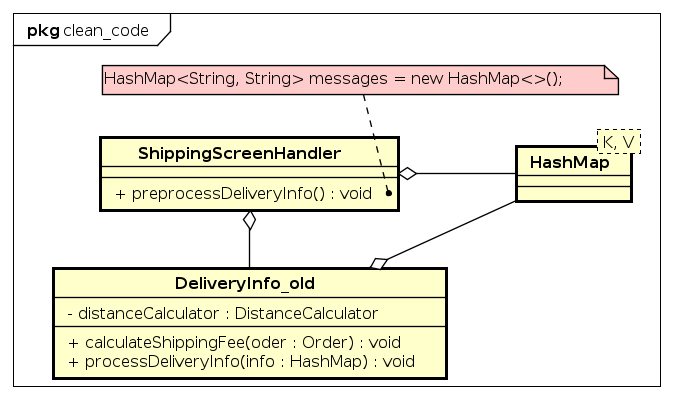 pkg clean_code
HashMap<String, String> messages = new HashMap<>();
K, V
ShippingScreenHandler
HashMap
+ preprocessDeliveryInfo() : void
DeliveryInfo_old
- distanceCalculator : DistanceCalculator
+ calculateShippingFee(oder : Order) : void
+ processDeliveryInfo(info : HashMap) : void